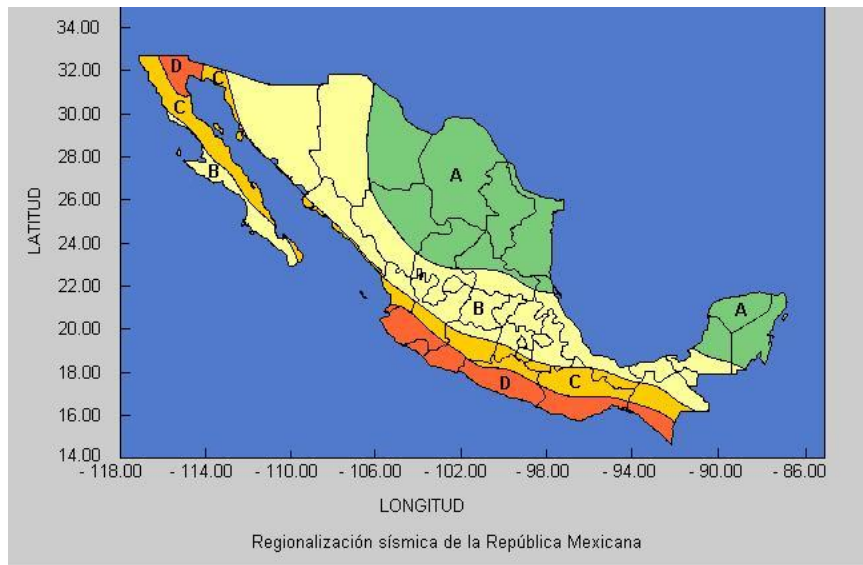 34.00
32.00
30.00
28.00
26.00
24.00
22.00
20.00
18.00
16.00
14.00
LATITUD
D
C
C
B
A
B
A
D
C
- 118.00 - 114.00 - 110.00 - 106.00 - 102.00 - 98.00 - 94.00 - 90.00 - 86.00
LONGITUD
Regionalización sísmica de la República Mexicana